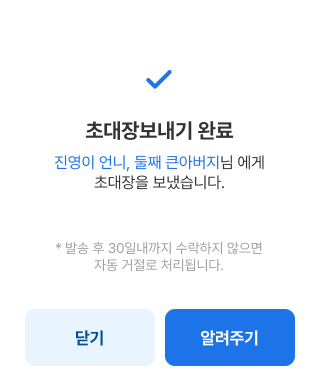 초대장보내기 완료
진영이 언니, 둘째 큰아버지님 에게
초대장을 보냈습니다.
* 발송 후 30일내까지 수락하지 않으면
자동 거절로 처리됩니다.
닫기
알려주기